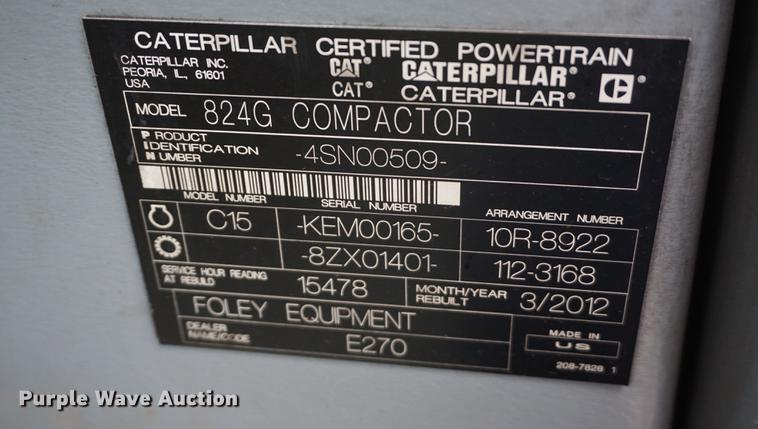 CATERPILLAR CERTIFIED POWERTRAIN
CATERPILLAR INC.
PEORIA, IL, 61601
USA
CAT® CATERPILLAR®
CAT® CATERPILLAR®
MODEL 824G COMPACTOR
PRODUCT
IDENTIFICATION
NUMBER
-4SN00509-
MODEL NUMBER SERIAL NUMBER ARRANGEMENT NUMBER
C15 -KEM00165- 10R-8922
-8ZX01401- 112-3168
SERVICE HOUR READING
AT REBUILD
15478
MONTH/YEAR
REBUILT
3/2012
FOLEY EQUIPMENT
DEALER
NAME/CODE
E270
MADE IN
US
208-7828 1
Purple Wave Auction